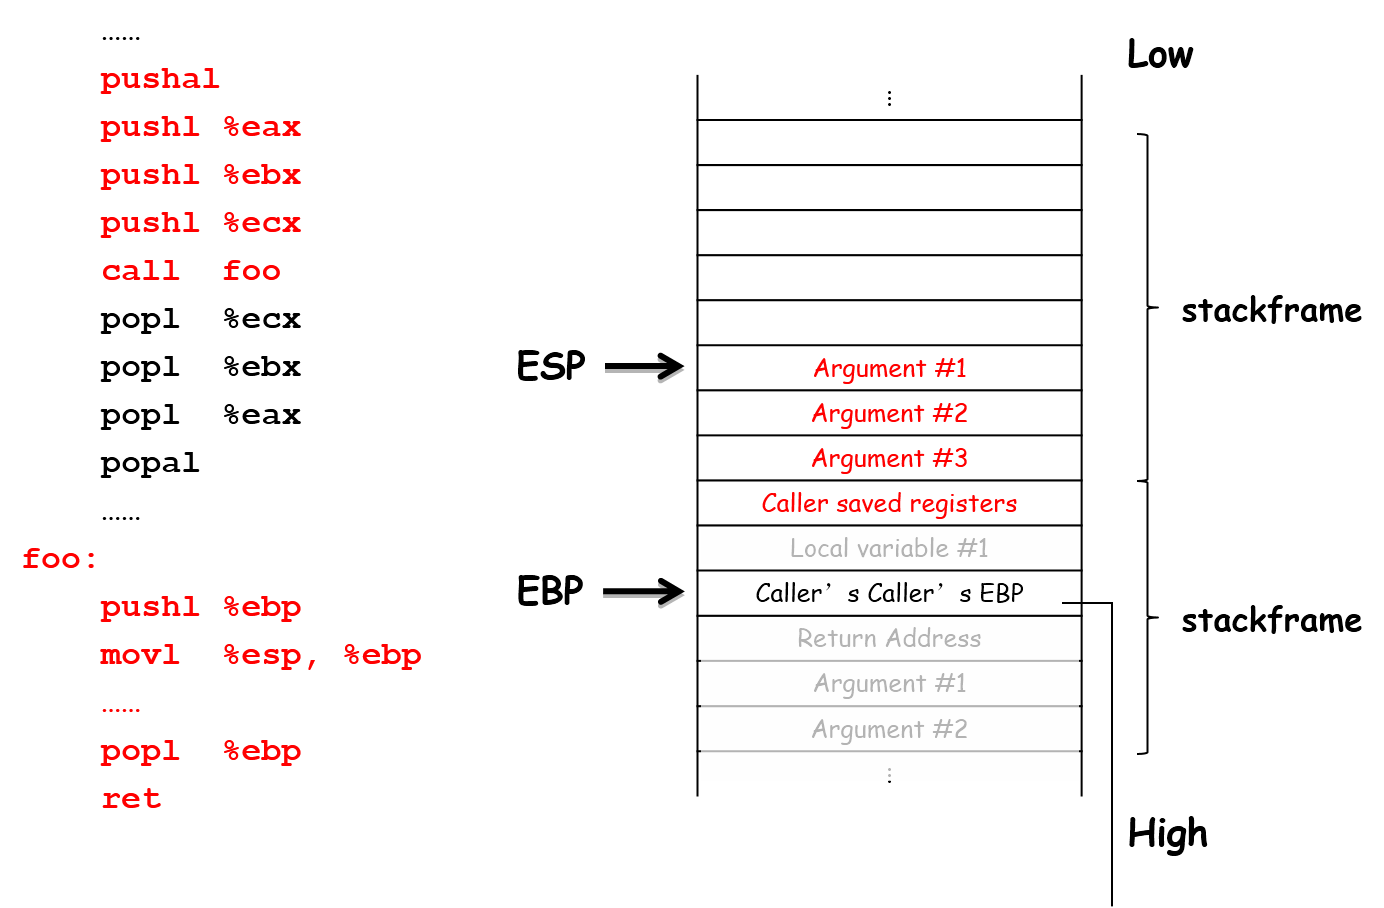 ……
pushal
pushl %eax
pushl %ebx
pushl %ecx
call foo
popl %ecx
popl %ebx
popl %eax
popal
……
foo:
pushl %ebp
movl %esp, %ebp
……
popl %ebp
ret
Low
⋮
stackframe
ESP
Argument #1
Argument #2
Argument #3
Caller saved registers
Local variable #1
EBP
Caller’s Caller’s EBP
stackframe
Return Address
Argument #1
Argument #2
⋮
High